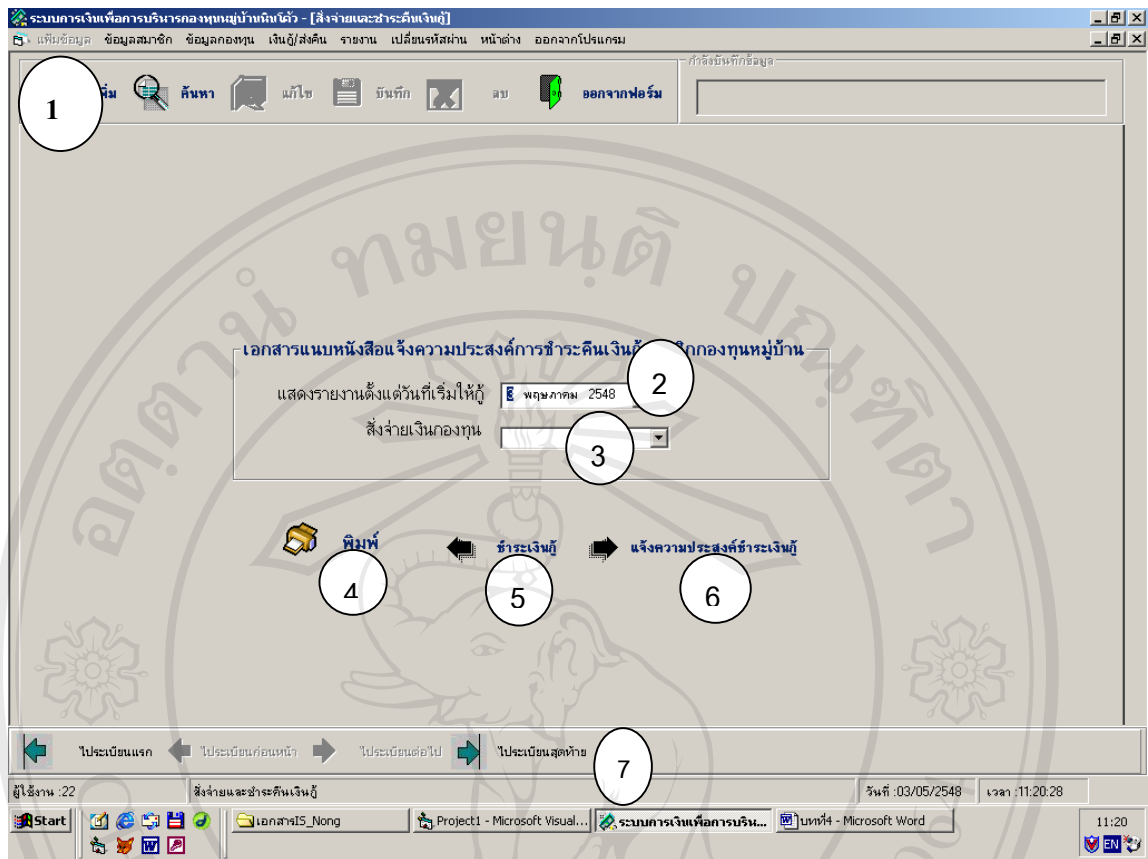 ระบบการเงินเพื่อการบริหารกองทุนหมู่บ้านนินโค้ว - [สั่งจ่ายและชำระคืนเงินกู้]
แฟ้มข้อมูล ข้อมูลสมาชิก ข้อมูลกองทุน เงินกู้/ส่งคืน รายงาน เปลี่ยนรหัสผ่าน หน้าต่าง ออกจากโปรแกรม
กำลังบันทึกข้อมูล
1 ค้นหา แก้ไข บันทึก ลบ ออกจากฟอร์ม
อตฺตานํ ทมยนฺติ ปณฺฑิตา
เอกสารแนบหนังสือแจ้งความประสงค์การชำระคืนเงินกู้ กองทุนหมู่บ้าน
แสดงรายงานตั้งแต่วันที่เริ่มให้กู้ 3 พฤษภาคม 2548 2
สั่งจ่ายเงินกองทุน 3
พิมพ์ ชำระเงินกู้ แจ้งความประสงค์ชำระเงินกู้
4 5 6
ไประเบียนแรก ไประเบียนก่อนหน้า ไประเบียนต่อไป ไประเบียนสุดท้าย 7
ผู้ใช้งาน :22 สั่งจ่ายและชำระคืนเงินกู้ วันที่ :03/05/2548 เวลา :11:20:28
Start เอกสารIS_Nong Project1 - Microsoft Visual... ระบบการเงินเพื่อการบริห... บทที่4 - Microsoft Word 11:20
EN